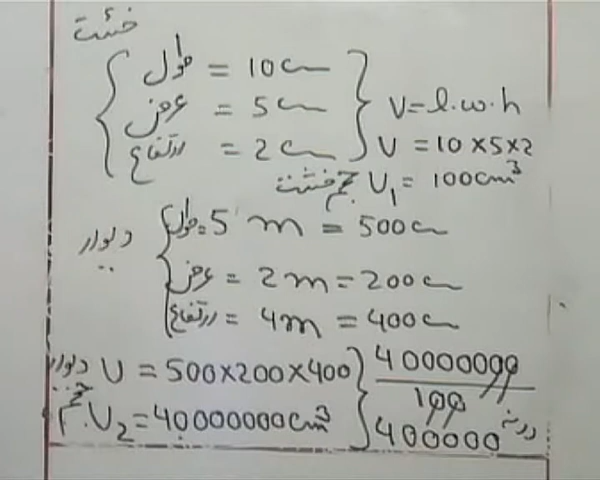 خشت
طول = 10cm
عرض = 5cm
ارتفاع = 2cm
V = l.w.h
V = 10×5×2
حجم خشت V₁ = 100cm³
دیوار
طول = 5m = 500cm
عرض = 2m = 200cm
ارتفاع = 4m = 400cm
دیوار V = 500×200×400
حجم V₂ = 40000000cm³
40000000
100
400000 دانه